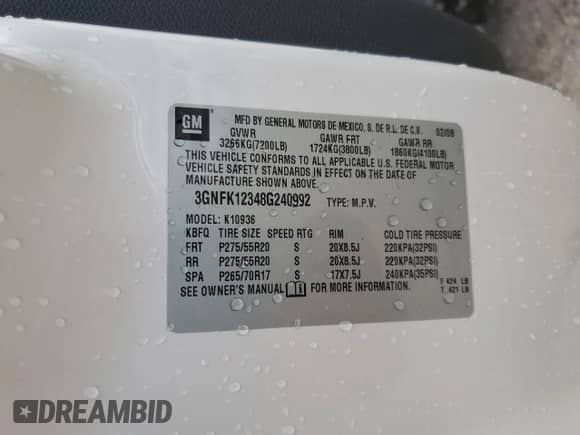 GM
MFD BY GENERAL MOTORS DE MEXICO, S. DE R.L. DE C.V. 02/08
GVWR GAWR FRT GAWR RR
3266KG(7200LB) 1724KG(3800LB) 1860KG(4100LB)
THIS VEHICLE CONFORMS TO ALL APPLICABLE U.S. FEDERAL MOTOR
VEHICLE SAFETY STANDARDS IN EFFECT ON THE DATE OF
MANUFACTURE SHOWN ABOVE.
3GNFK12348G240992 TYPE: M.P.V.
MODEL: K10936
KBFQ TIRE SIZE SPEED RTG RIM COLD TIRE PRESSURE
FRT P275/55R20 S 20X8.5J 220KPA(32PSI)
RR P275/55R20 S 20X8.5J 220KPA(32PSI)
SPA P265/70R17 S 17X7.5J 240KPA(35PSI)
SEE OWNER'S MANUAL FOR MORE INFORMATION.
F 424 LB
T 421 LB
DREAMBID